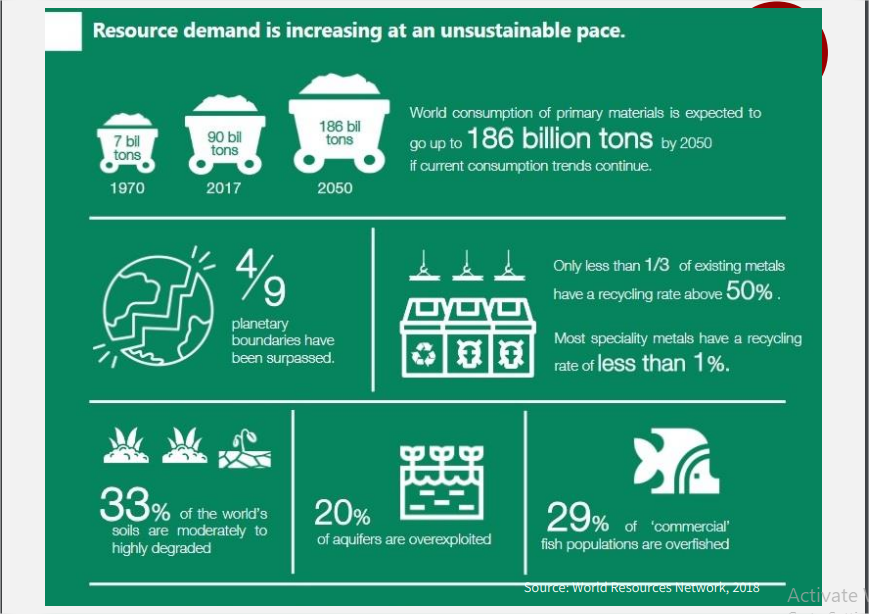 Resource demand is increasing at an unsustainable pace.
7 bil
tons
1970
90 bil
tons
2017
186 bil
tons
2050
World consumption of primary materials is expected to
go up to 186 billion tons by 2050
if current consumption trends continue.
4/9
planetary
boundaries have
been surpassed.
Only less than 1/3 of existing metals
have a recycling rate above 50% .
Most speciality metals have a recycling
rate of less than 1%.
33% of the world's
soils are moderately to
highly degraded
20%
of aquifers are overexploited
29% of 'commercial'
fish populations are overfished
Source: World Resources Network, 2018
Activate